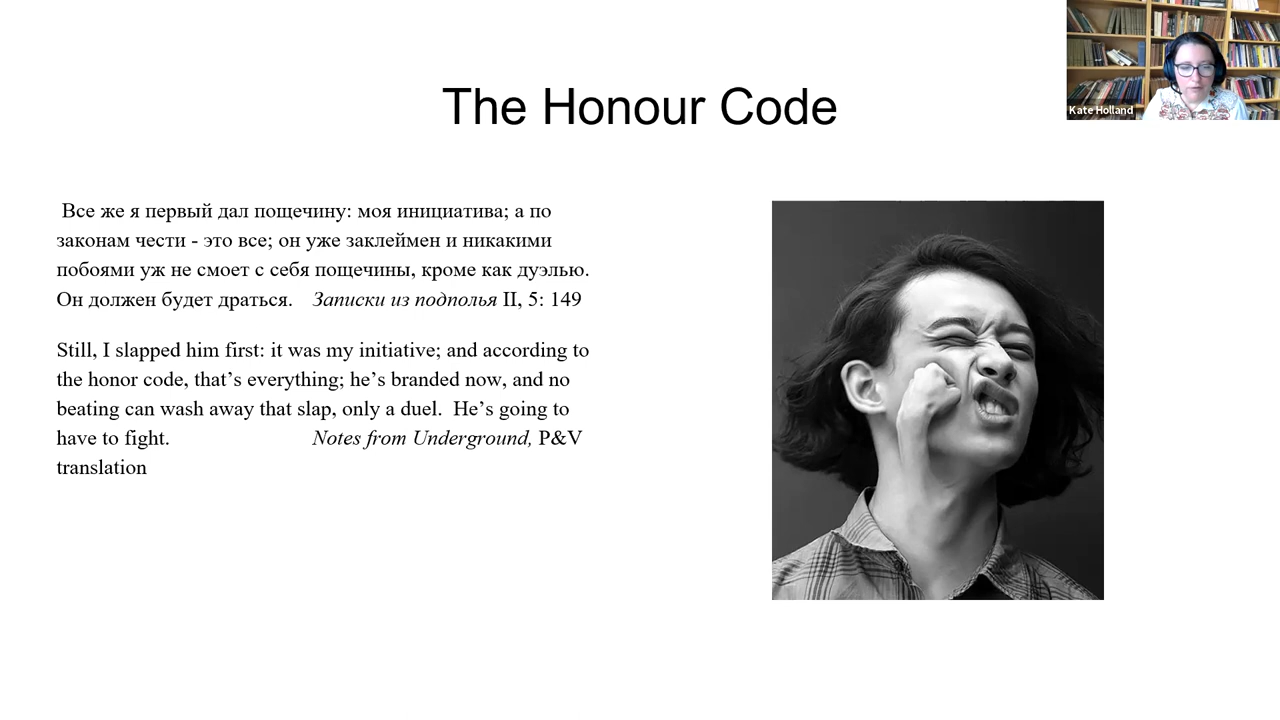 The Honour Code
Kate Holland
Все же я первый дал пощечину: моя инициатива; а по
законам чести - это все; он уже заклеймен и никакими
побоями уж не смоет с себя пощечины, кроме как дуэлью.
Он должен будет драться. Записки из подполья II, 5: 149
Still, I slapped him first: it was my initiative; and according to
the honor code, that’s everything; he’s branded now, and no
beating can wash away that slap, only a duel. He’s going to
have to fight. Notes from Underground, P&V
translation